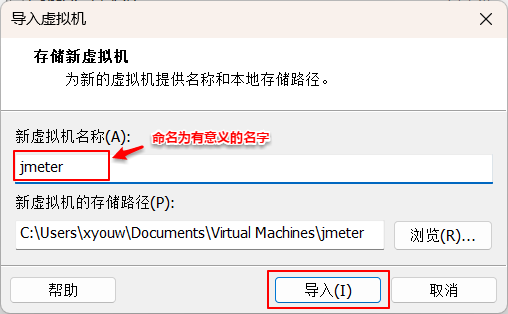 导入虚拟机
存储新虚拟机
为新的虚拟机提供名称和本地存储路径。
新虚拟机名称(A):
命名为有意义的名字
jmeter
新虚拟机的存储路径(P):
C:\Users\xyouw\Documents\Virtual Machines\jmeter
浏览(R)...
帮助
导入(I)
取消